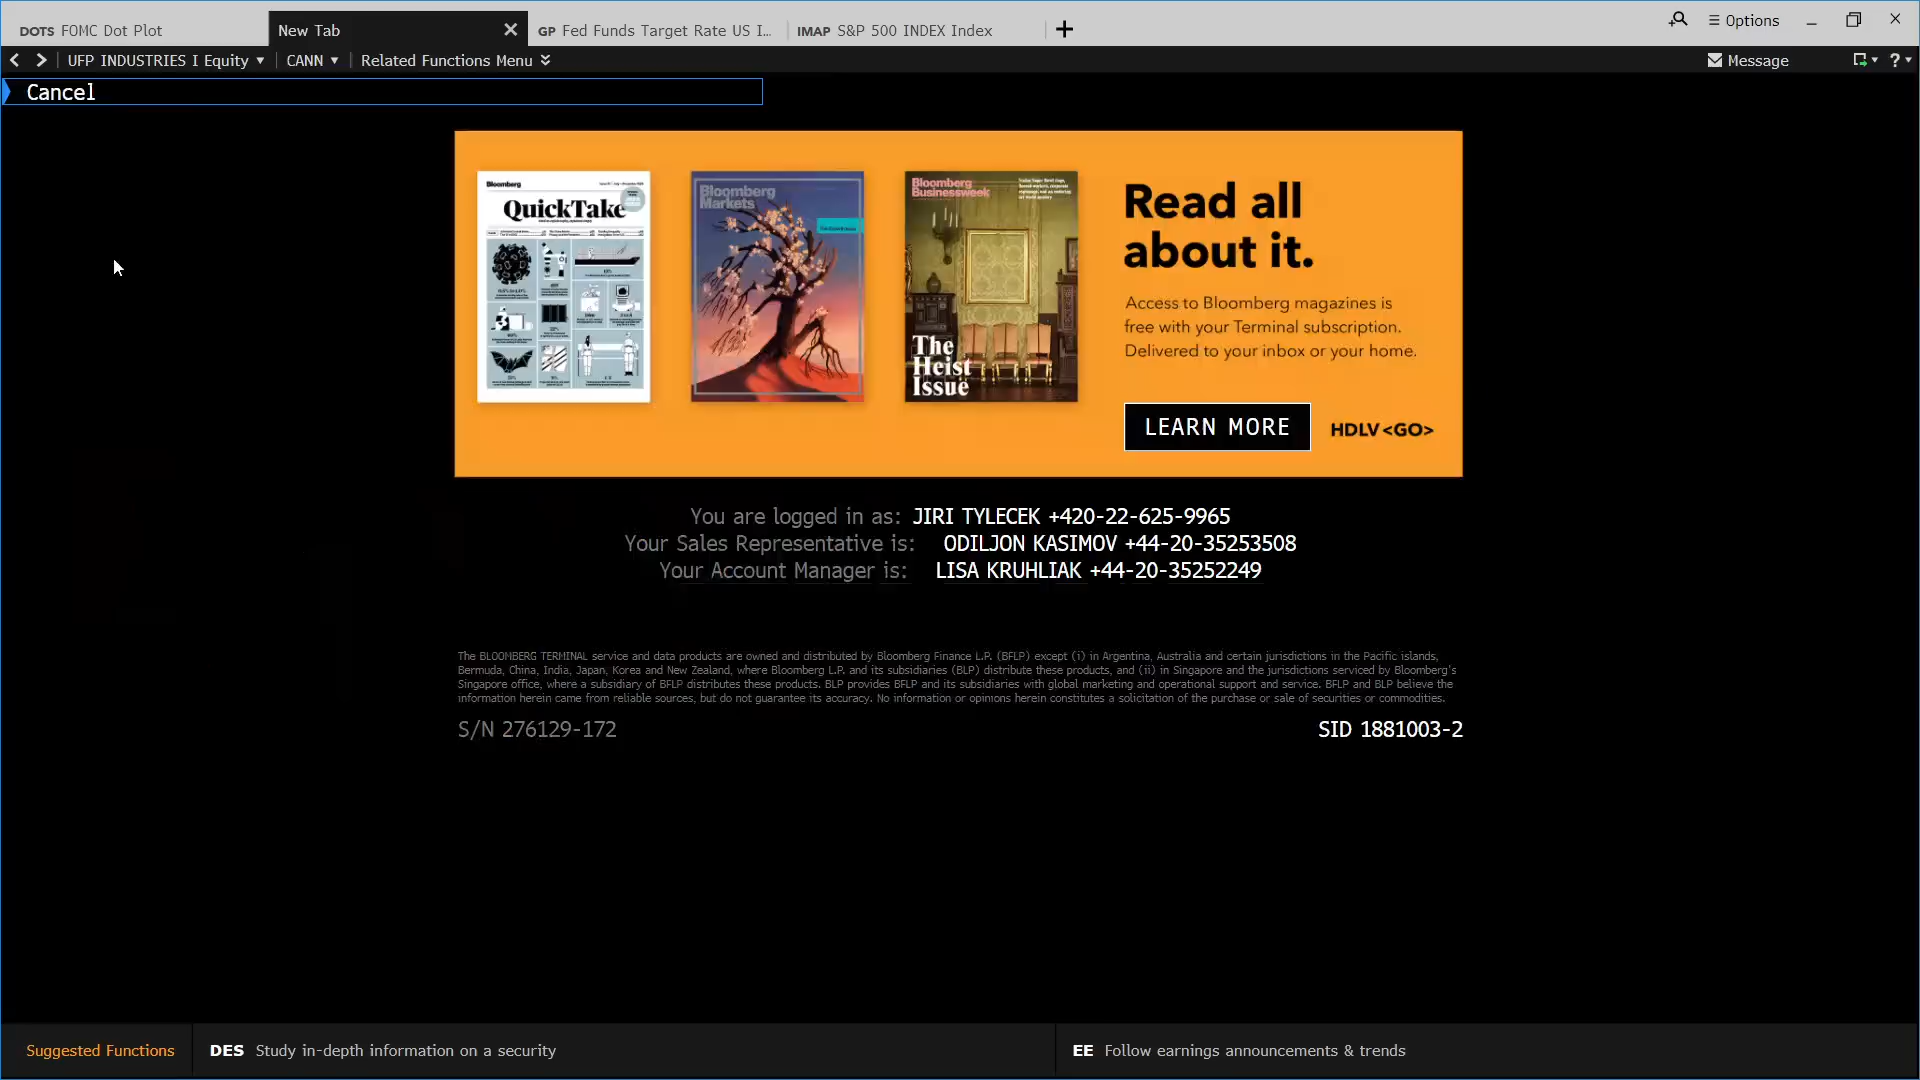 DOTS FOMC Dot Plot
New Tab
GP Fed Funds Target Rate US I...
IMAP S&P 500 INDEX Index
Options
UFP INDUSTRIES I Equity
CANN
Related Functions Menu
Message
?
Cancel
Bloomberg
QuickTake
Bloomberg
Markets
Bloomberg
Businessweek
The
Heist
Issue
Read all
about it.
Access to Bloomberg magazines is
free with your Terminal subscription.
Delivered to your inbox or your home.
LEARN MORE
HDLV <GO>
You are logged in as: JIRI TYLECEK +420-22-625-9965
Your Sales Representative is: ODILJON KASIMOV +44-20-35253508
Your Account Manager is: LISA KRUHLIAK +44-20-35252249
The BLOOMBERG TERMINAL service and data products are owned and distributed by Bloomberg Finance L.P. (BFLP) except (i) in Argentina, Australia and certain jurisdictions in the Pacific islands,
Bermuda, China, India, Japan, Korea and New Zealand, where Bloomberg L.P. and its subsidiaries (BLP) distribute these products, and (ii) in Singapore and the jurisdictions serviced by Bloomberg's
Singapore office, where a subsidiary of BFLP distributes these products. BLP provides BFLP and its subsidiaries with global marketing and operational support and service. BFLP and BLP believe the
information herein came from reliable sources, but do not guarantee its accuracy. No information or opinions herein constitutes a solicitation of the purchase or sale of securities or commodities.
S/N 276129-172
SID 1881003-2
Suggested Functions
DES Study in-depth information on a security
EE Follow earnings announcements & trends